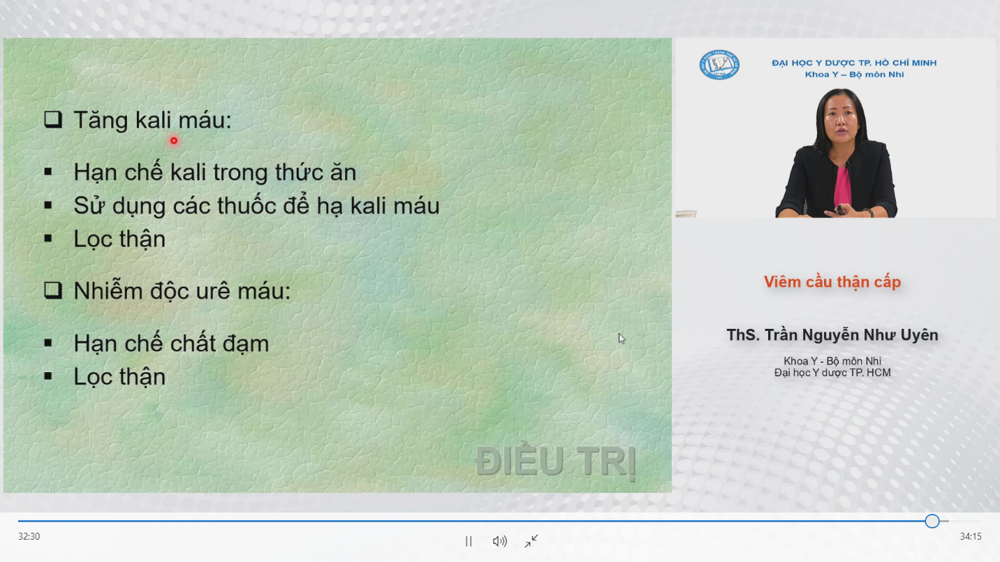 Tăng kali máu:
Hạn chế kali trong thức ăn
Sử dụng các thuốc để hạ kali máu
Lọc thận
Nhiễm độc urê máu:
Hạn chế chất đạm
Lọc thận
ĐIỀU TRỊ
ĐẠI HỌC Y DƯỢC TP. HỒ CHÍ MINH
Khoa Y – Bộ môn Nhi
Viêm cầu thận cấp
ThS. Trần Nguyễn Như Uyên
Khoa Y - Bộ môn Nhi
Đại học Y dược TP. HCM
32:30
34:15